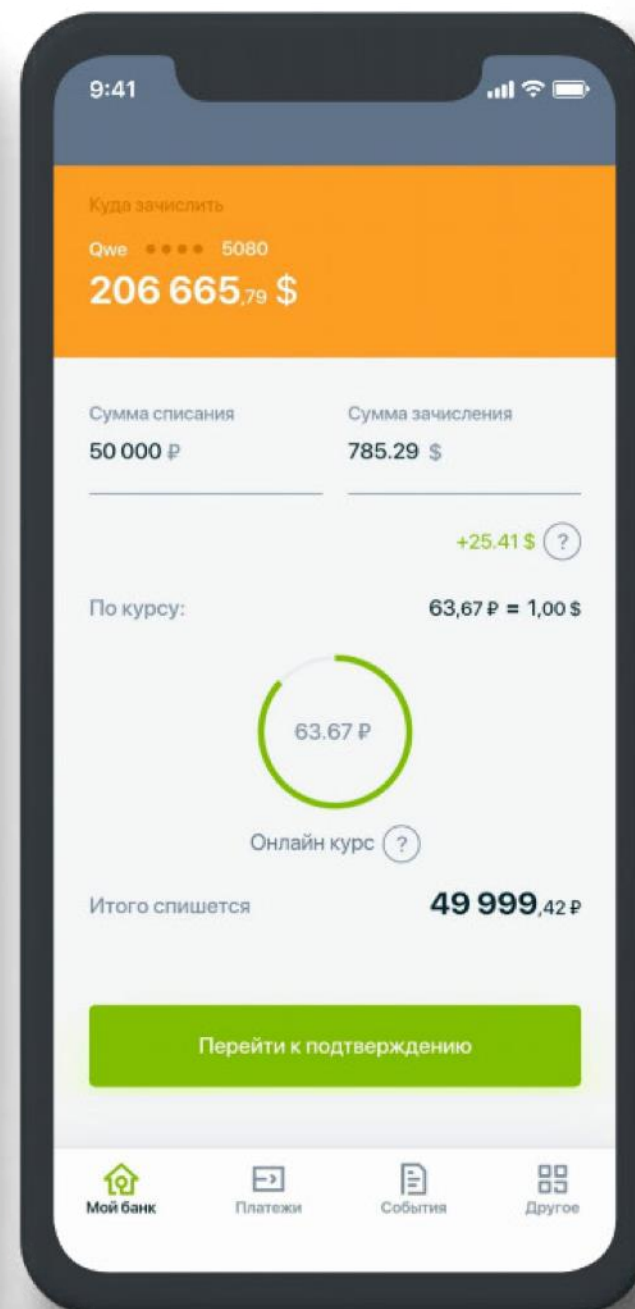 9:41
Куда зачислить
Qwe •••• 5080
206 665,79 $
Сумма списания Сумма зачисления
50 000 ₽ 785.29 $
+25.41 $ ?
По курсу: 63,67 ₽ = 1,00 $
63.67 ₽
Онлайн курс ?
Итого спишется 49 999,42 ₽
Перейти к подтверждению
Мой банк Платежи События Другое